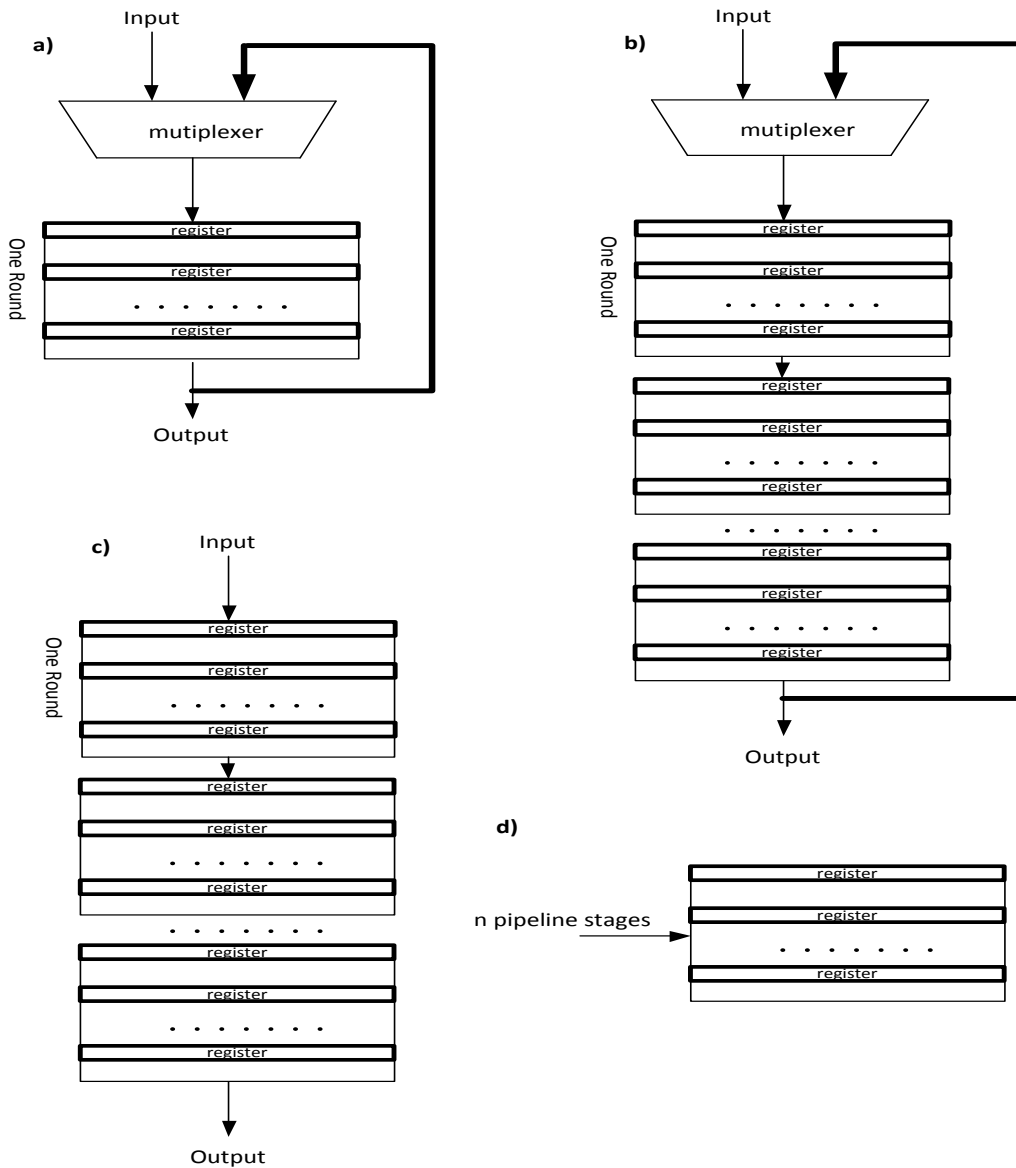 a)
Input
mutiplexer
One Round
register
register
. . . . . . .
register
Output
b)
Input
mutiplexer
One Round
register
register
. . . . . . .
register
register
register
. . . . . . .
register
. . . . . . .
register
register
. . . . . . .
register
Output
c)
Input
One Round
register
register
. . . . . . .
register
register
register
. . . . . . .
register
. . . . . . .
register
register
. . . . . . .
register
Output
d)
n pipeline stages
register
register
. . . . . . .
register